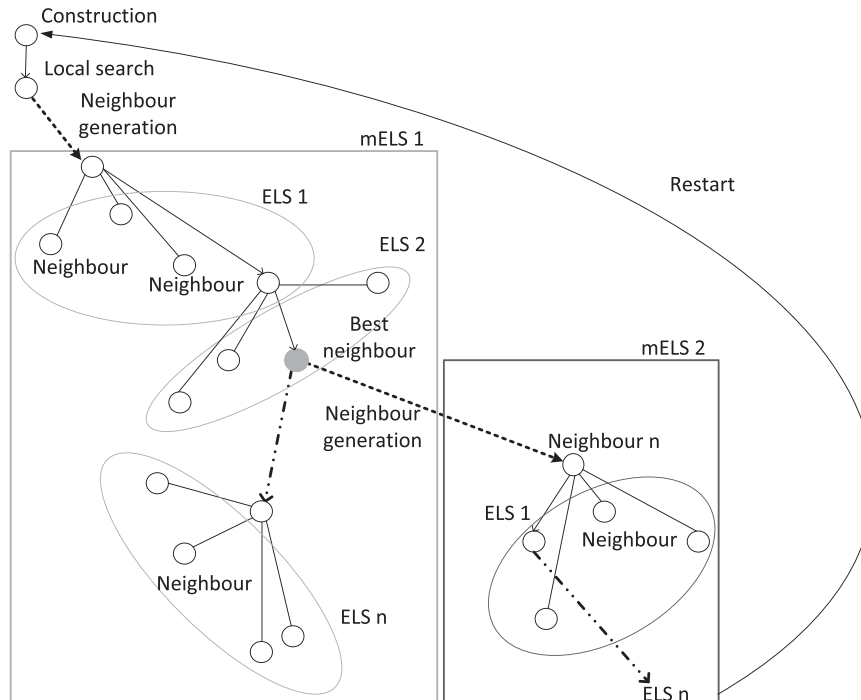 Construction
Local search
Neighbour
generation
mELS 1
Restart
ELS 1
ELS 2
Neighbour
Neighbour
Best
neighbour
mELS 2
Neighbour
generation
Neighbour n
ELS 1
Neighbour
Neighbour
ELS n
ELS n